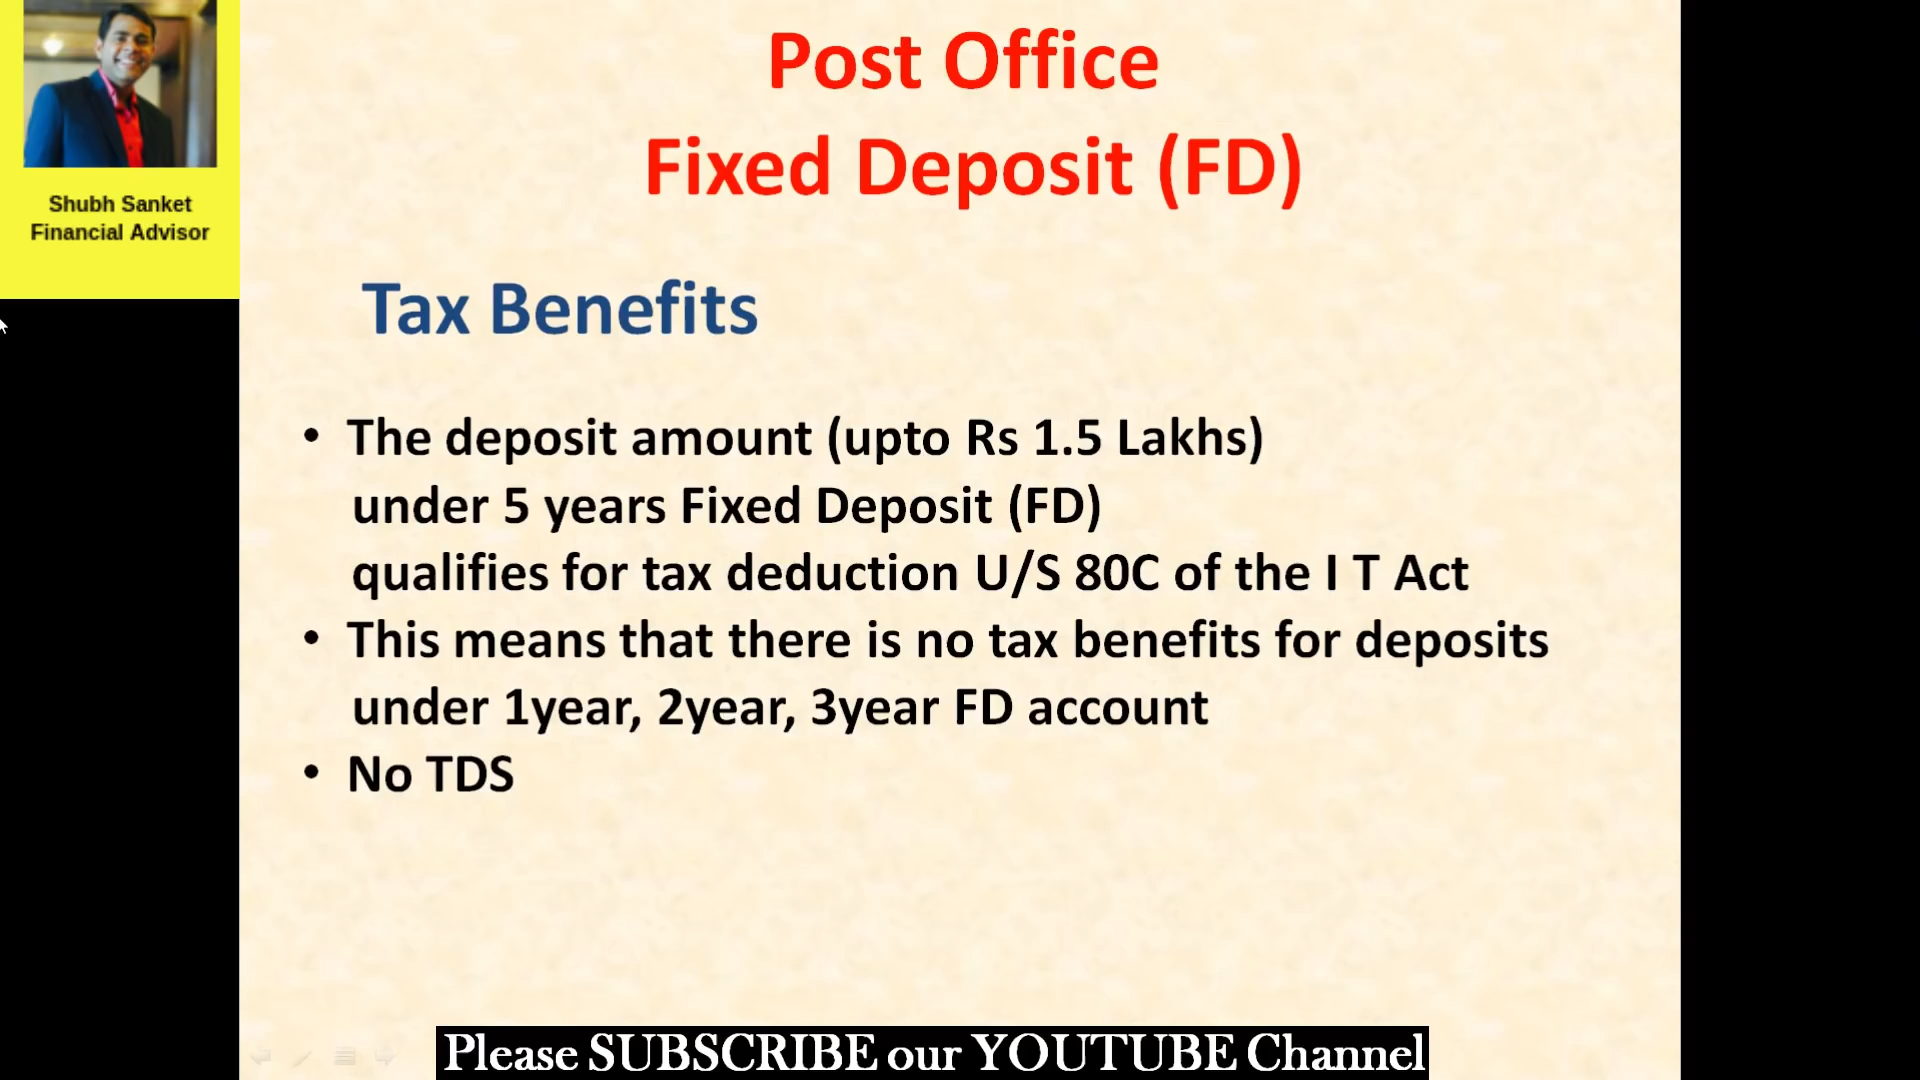 Shubh Sanket
Financial Advisor
Post Office
Fixed Deposit (FD)
Tax Benefits
• The deposit amount (upto Rs 1.5 Lakhs)
under 5 years Fixed Deposit (FD)
qualifies for tax deduction U/S 80C of the I T Act
• This means that there is no tax benefits for deposits
under 1year, 2year, 3year FD account
• No TDS
Please SUBSCRIBE our YOUTUBE Channel